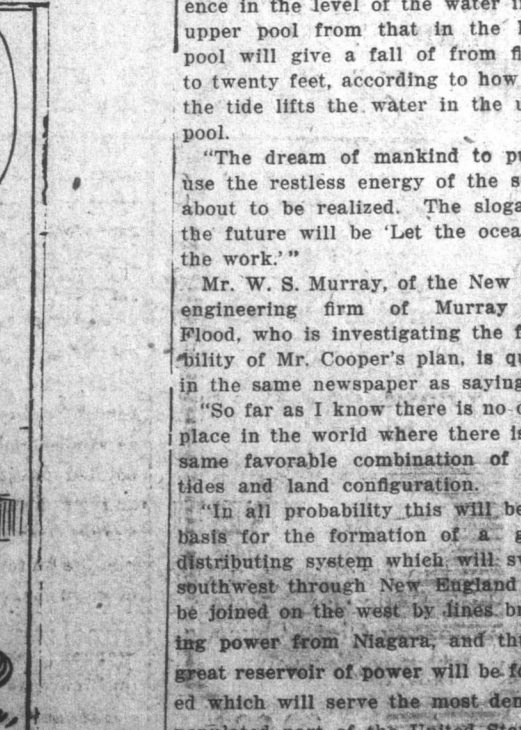 ence in the level of the water
upper pool from that in the
pool will give a fall of from
to twenty feet, according to how
the tide lifts the water in the
pool.
"The dream of mankind to
use the restless energy of the
about to be realized. The
the future will be 'Let the
the work.'"
Mr. W. S. Murray, of the New
engineering firm of Murray
Flood, who is investigating the
bility of Mr. Cooper's plan, is
in the same newspaper as saying
"So far as I know there is no
place in the world where there is
same favorable combination of
tides and land configuration.
"In all probability this will be
basis for the formation of a
distributing system which will
southwest through New England
be joined on the west by lines
ing power from Niagara, and
great reservoir of power will be
ed which will serve the most
part of the United